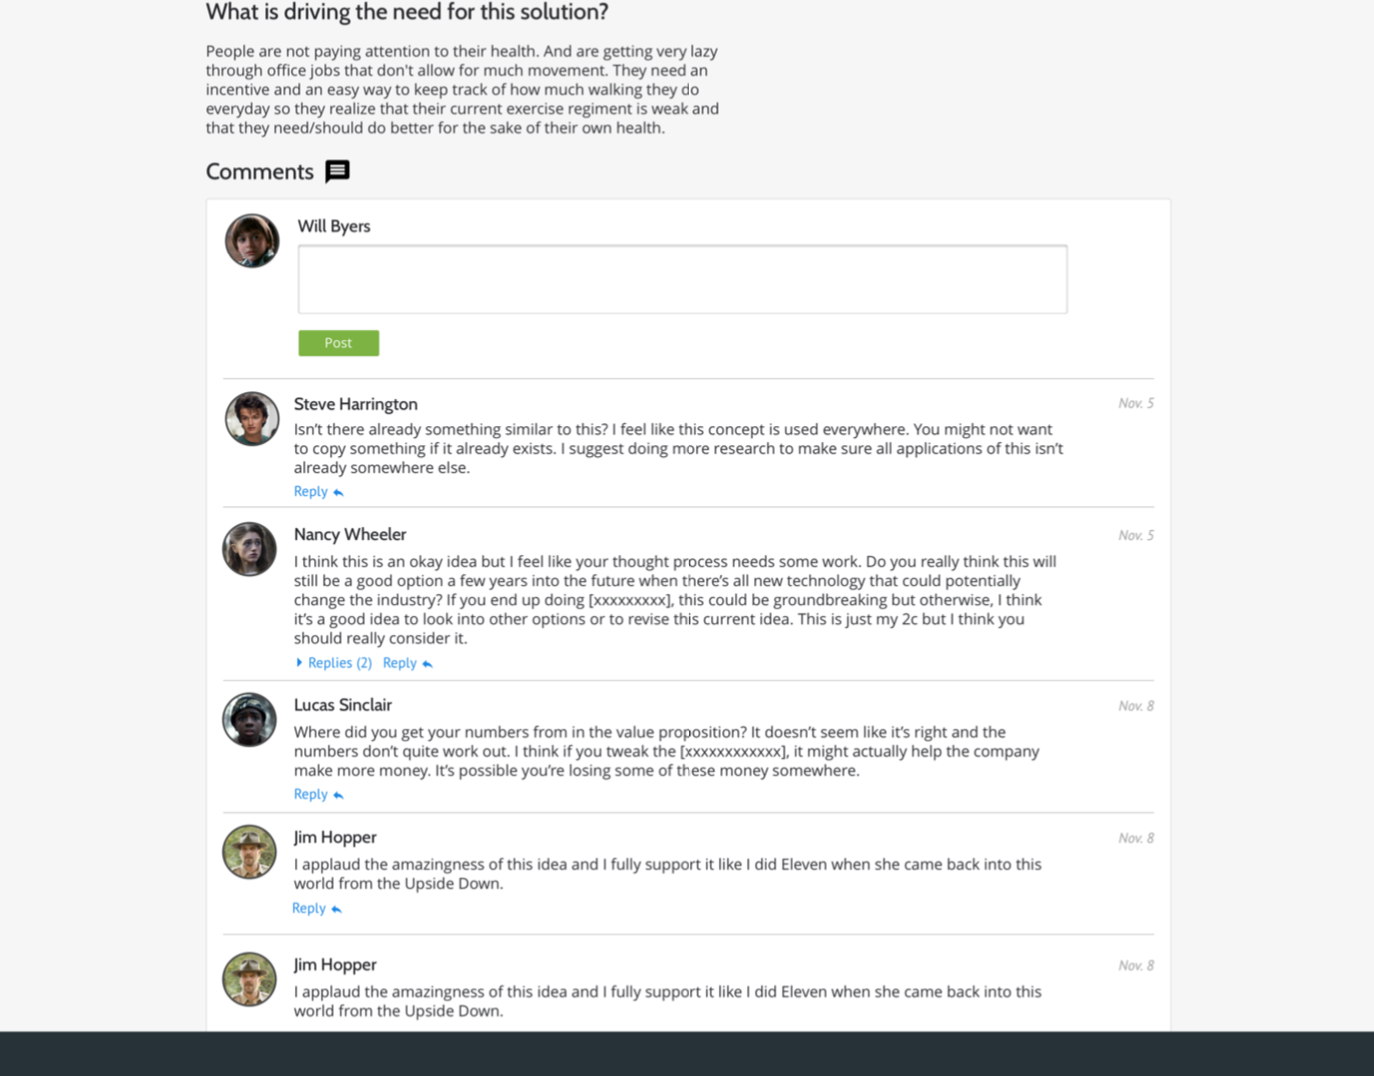 What is driving the need for this solution?
People are not paying attention to their health. And are getting very lazy
through office jobs that don't allow for much movement. They need an
incentive and an easy way to keep track of how much walking they do
everyday so they realize that their current exercise regiment is weak and
that they need/should do better for the sake of their own health.
Comments
Will Byers
Post
Steve Harrington
Nov. 5
Isn't there already something similar to this? I feel like this concept is used everywhere. You might not want
to copy something if it already exists. I suggest doing more research to make sure all applications of this isn't
already somewhere else.
Reply
Nancy Wheeler
Nov. 5
I think this is an okay idea but I feel like your thought process needs some work. Do you really think this will
still be a good option a few years into the future when there's all new technology that could potentially
change the industry? If you end up doing [xxxxxxxxx], this could be groundbreaking but otherwise, I think
it's a good idea to look into other options or to revise this current idea. This is just my 2c but I think you
should really consider it.
Replies (2) Reply
Lucas Sinclair
Nov. 8
Where did you get your numbers from in the value proposition? It doesn't seem like it's right and the
numbers don't quite work out. I think if you tweak the [xxxxxxxxxxxx], it might actually help the company
make more money. It's possible you're losing some of these money somewhere.
Reply
Jim Hopper
Nov. 8
I applaud the amazingness of this idea and I fully support it like I did Eleven when she came back into this
world from the Upside Down.
Reply
Jim Hopper
Nov. 8
I applaud the amazingness of this idea and I fully support it like I did Eleven when she came back into this
world from the Upside Down.